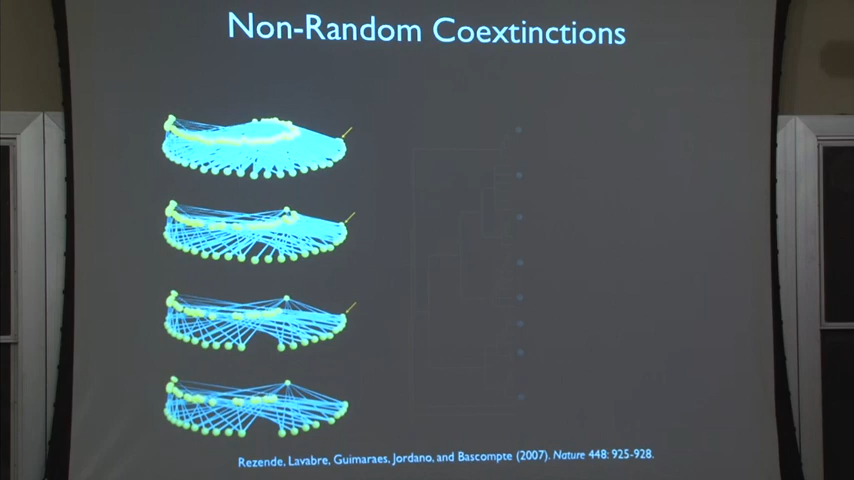 Non-Random Coextinctions
Rezende, Lavabre, Guimaraes, Jordano, and Bascompte (2007). Nature 448: 925-928.